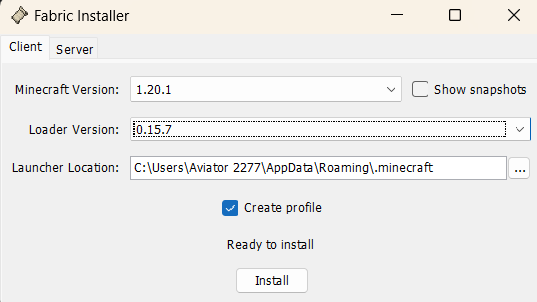 Fabric Installer
Client Server
Minecraft Version: 1.20.1 Show snapshots
Loader Version: 0.15.7
Launcher Location: C:\Users\Aviator 2277\AppData\Roaming\.minecraft ...
Create profile
Ready to install
Install